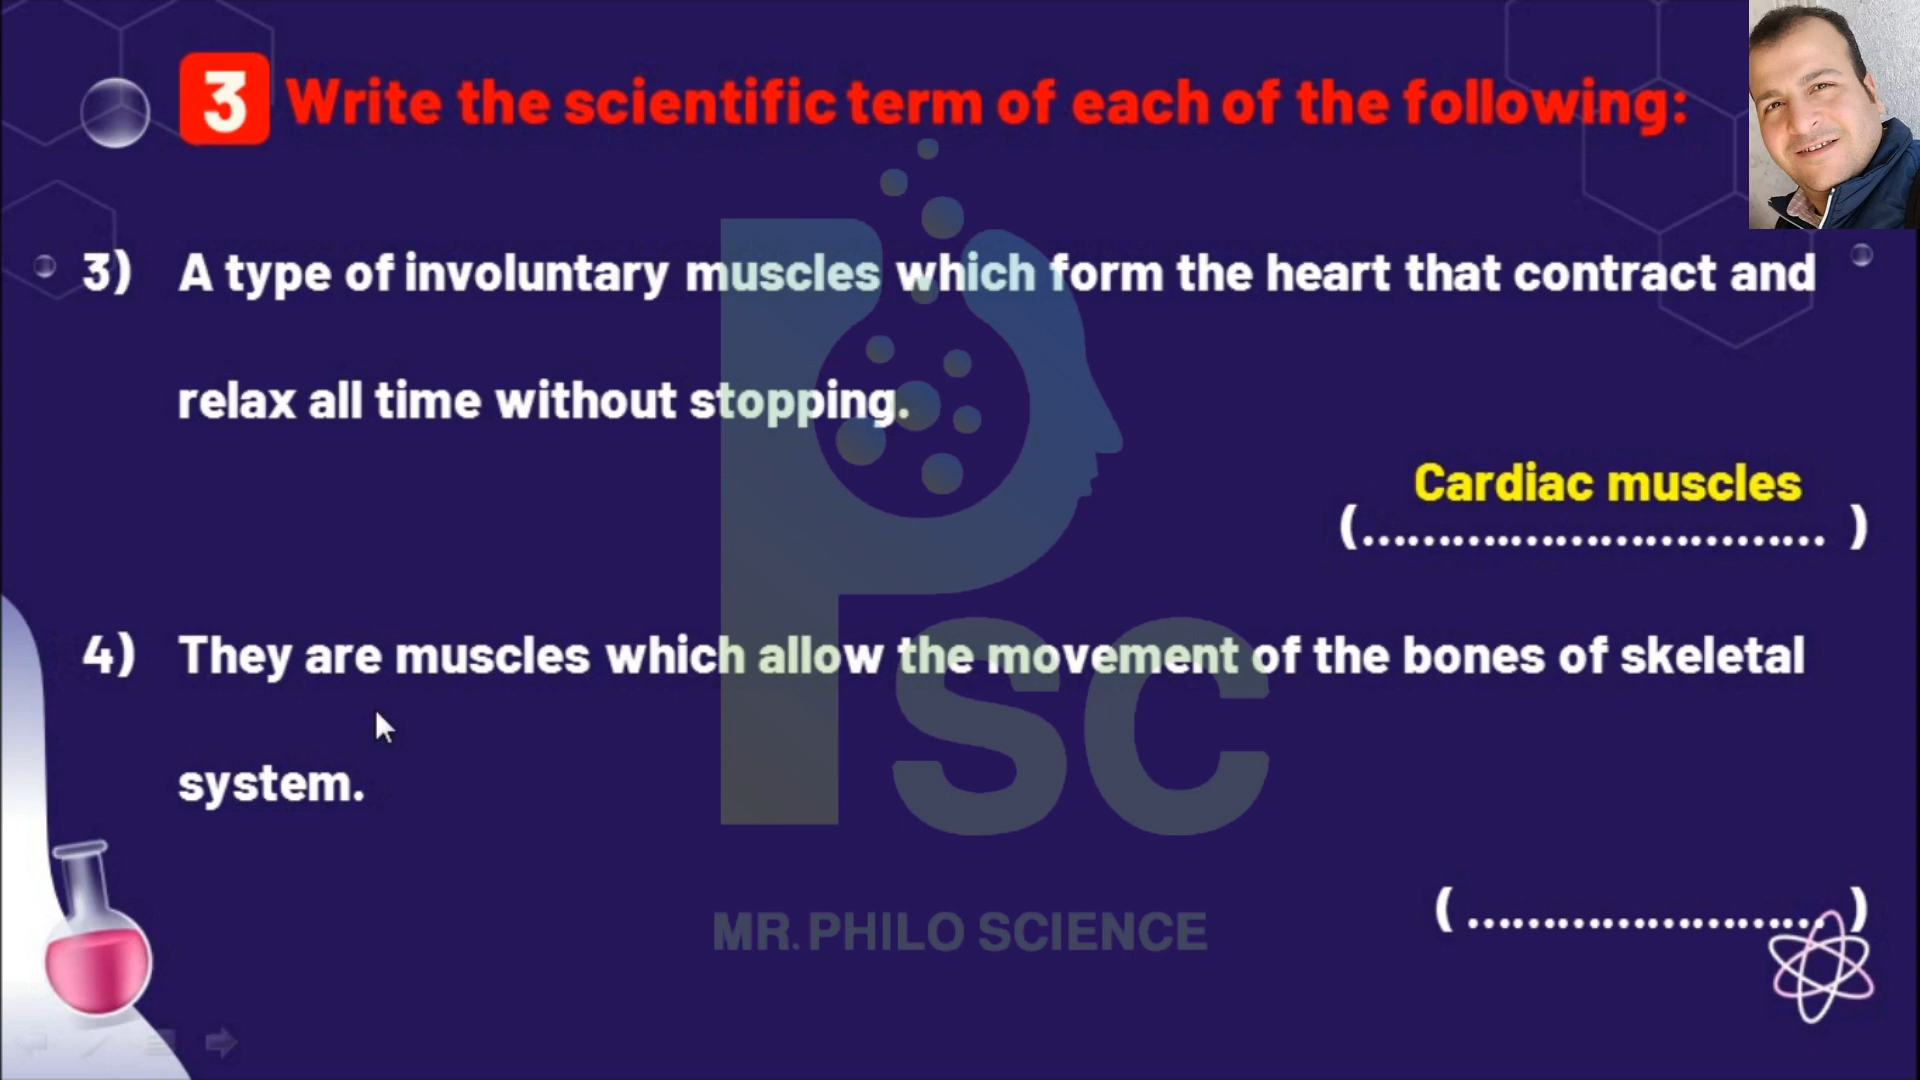 3 Write the scientific term of each of the following:
3) A type of involuntary muscles which form the heart that contract and
relax all time without stopping.
Cardiac muscles
(................................ )
4) They are muscles which allow the movement of the bones of skeletal
system.
( ........................ )
Psc
MR. PHILO SCIENCE